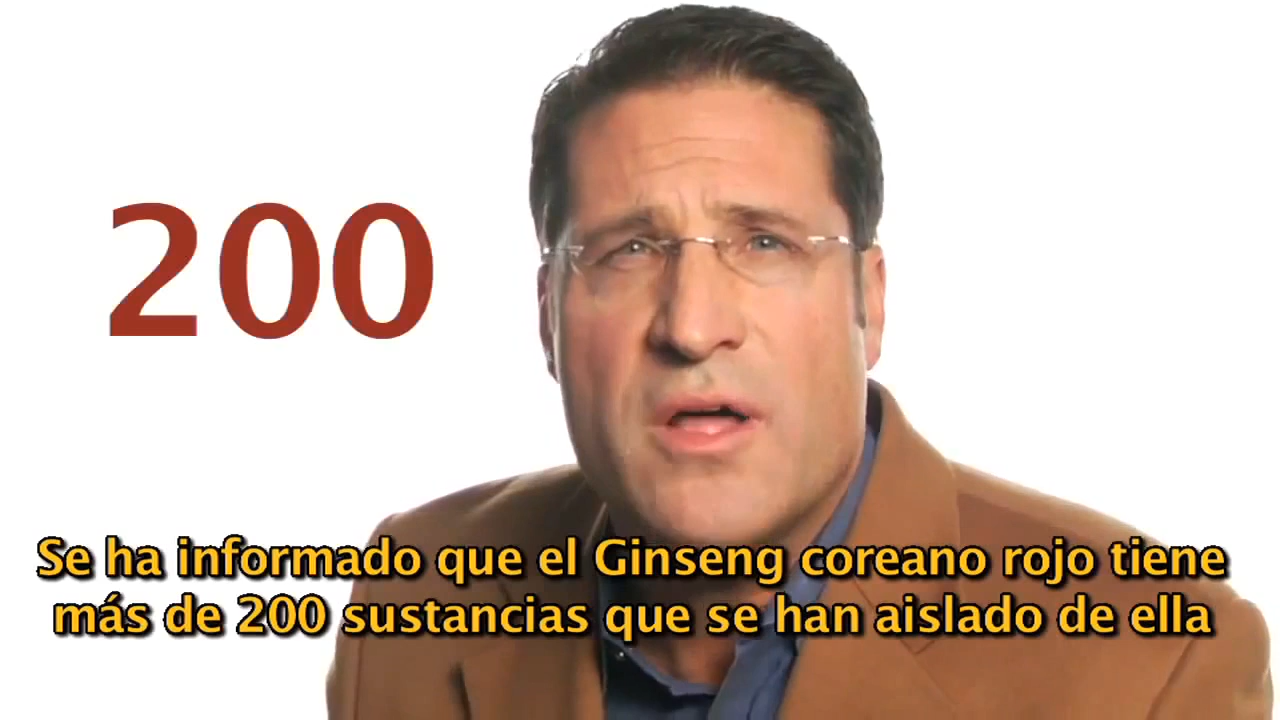 200
Se ha informado que el Ginseng coreano rojo tiene
más de 200 sustancias que se han aislado de ella